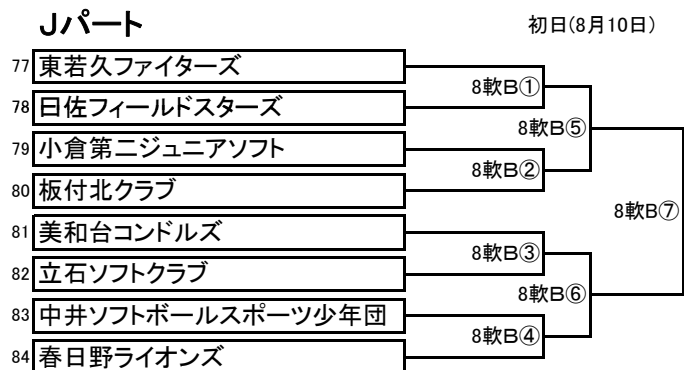 Jパート
初日(8月10日)
77 東若久ファイターズ
8軟B①
78 曰佐フィールドスターズ
8軟B⑤
79 小倉第二ジュニアソフト
8軟B②
80 板付北クラブ
8軟B⑦
81 美和台コンドルズ
8軟B③
82 立石ソフトクラブ
8軟B⑥
83 中井ソフトボールスポーツ少年団
8軟B④
84 春日野ライオンズ